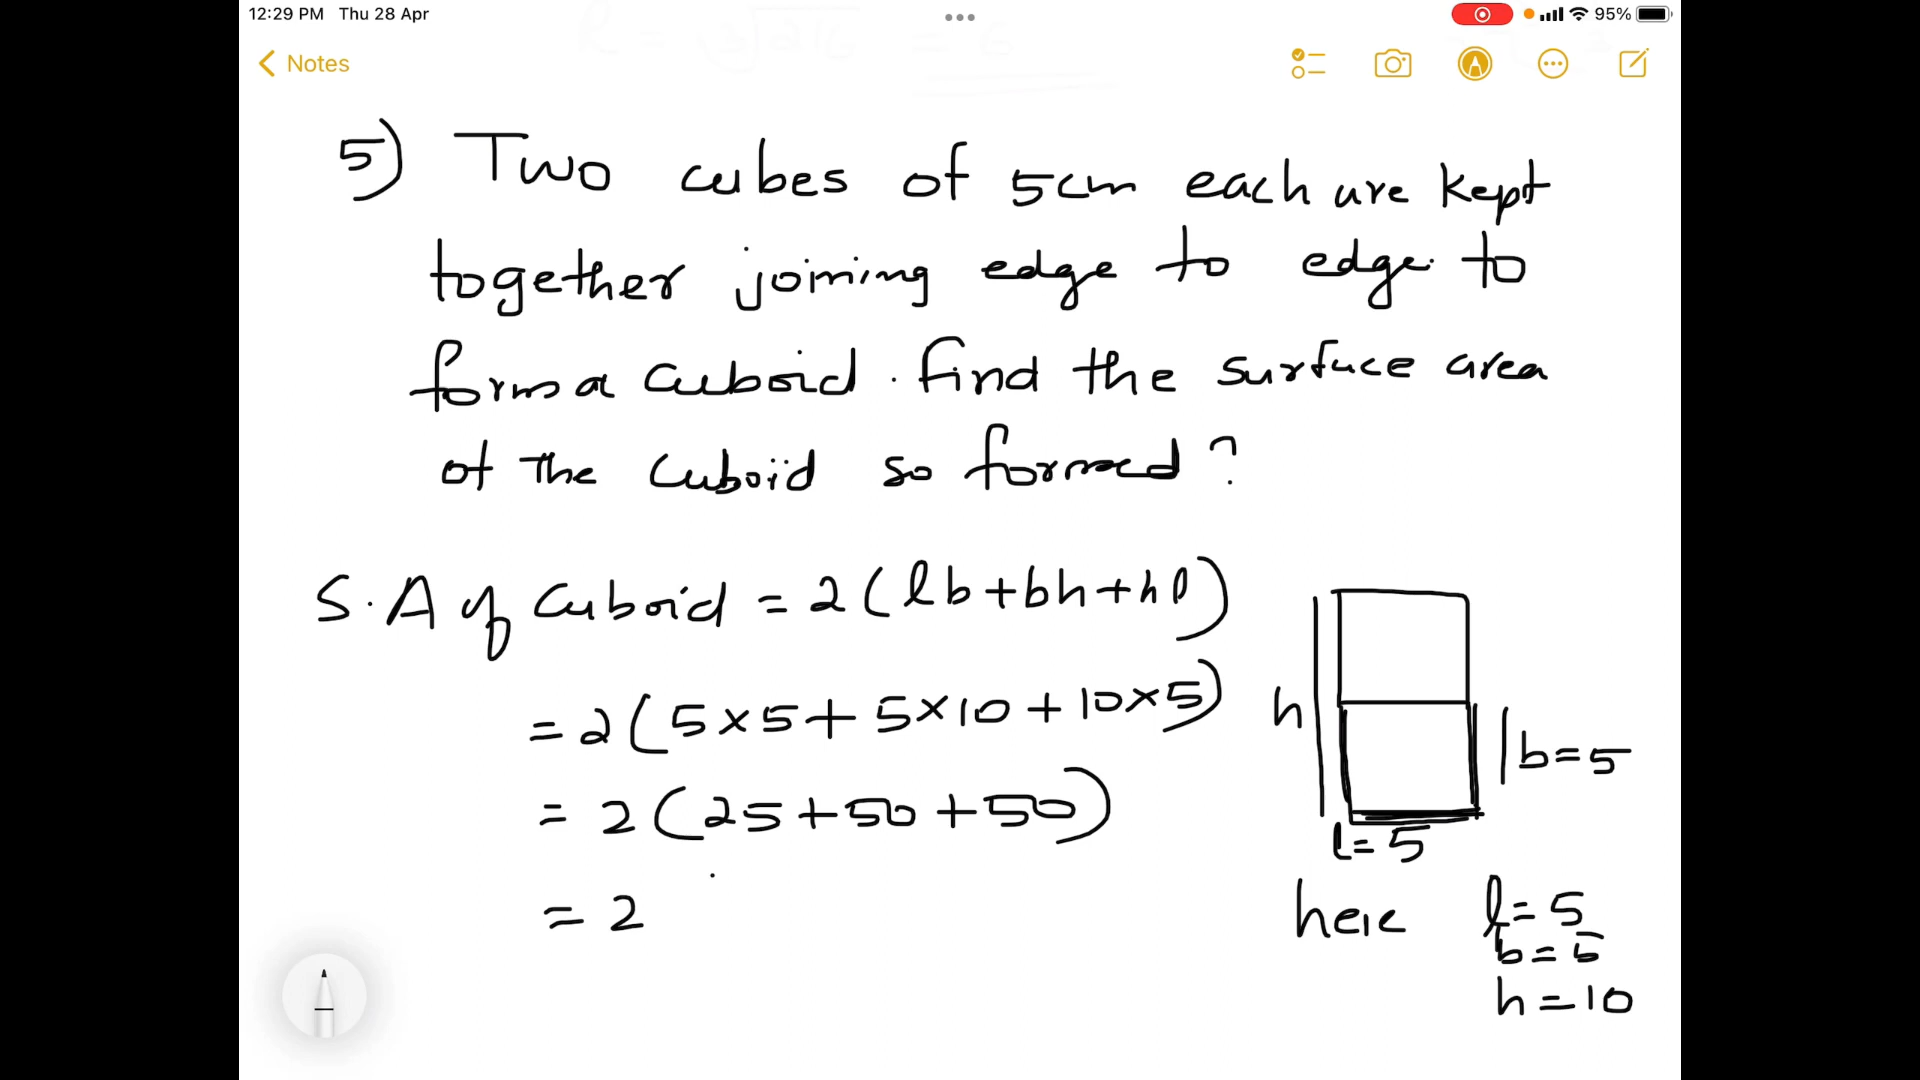 12:29 PM Thu 28 Apr
95%
Notes
5) Two cubes of 5cm each are kept
together joining edge to edge to
form a cuboid. find the surface area
of the cuboid so formed?
S.A of cuboid = 2(lb+bh+hl)
= 2(5×5+5×10+10×5)
= 2(25+50+50)
= 2
h
b=5
l=5
here l=5
b=5
h=10